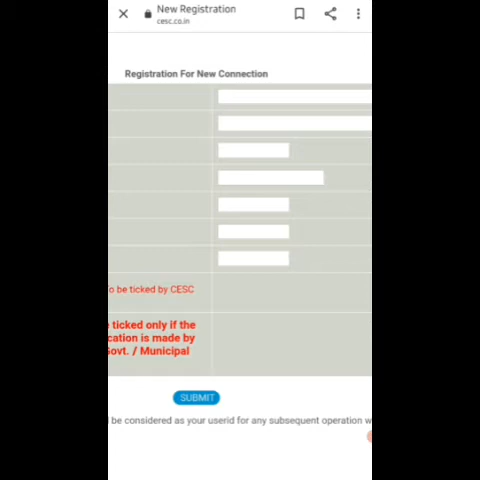 New Registration
cesc.co.in
Registration For New Connection
o be ticked by CESC
ticked only if the
cation is made by
Govt. / Municipal
SUBMIT
be considered as your userid for any subsequent operation w